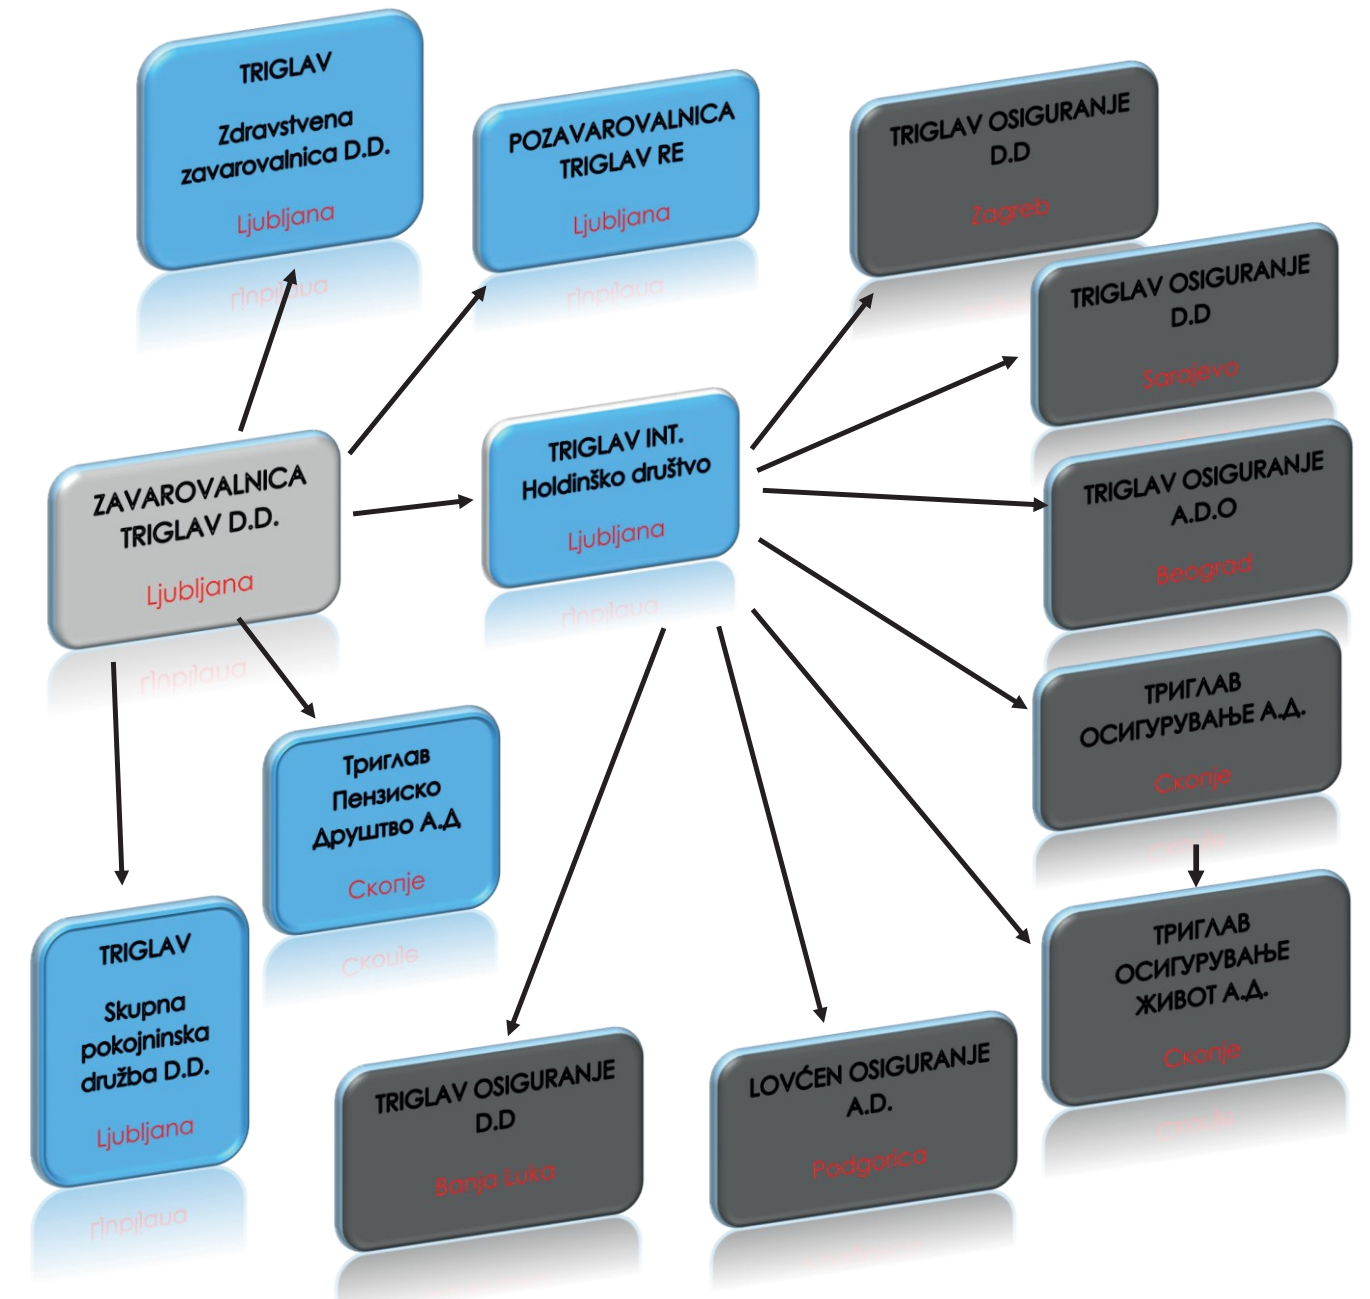 TRIGLAV
Zdravstvena
zavarovalnica D.D.
Ljubljana
POZAVAROVALNICA
TRIGLAV RE
Ljubljana
TRIGLAV OSIGURANJE
D.D
Zagreb
TRIGLAV OSIGURANJE
D.D
Sarajevo
ZAVAROVALNICA
TRIGLAV D.D.
Ljubljana
TRIGLAV INT.
Holdinško društvo
Ljubljana
TRIGLAV OSIGURANJE
A.D.O
Beograd
ТРИГЛАВ
ОСИГУРУВАЊЕ А.Д.
Скопје
Триглав
Пензиско
Друштво А.Д
Скопје
TRIGLAV
Skupna
pokojninska
družba D.D.
Ljubljana
ТРИГЛАВ
ОСИГУРУВАЊЕ
ЖИВОТ А.Д.
Скопје
TRIGLAV OSIGURANJE
D.D
Banja Luka
LOVĆEN OSIGURANJE
A.D.
Podgorica